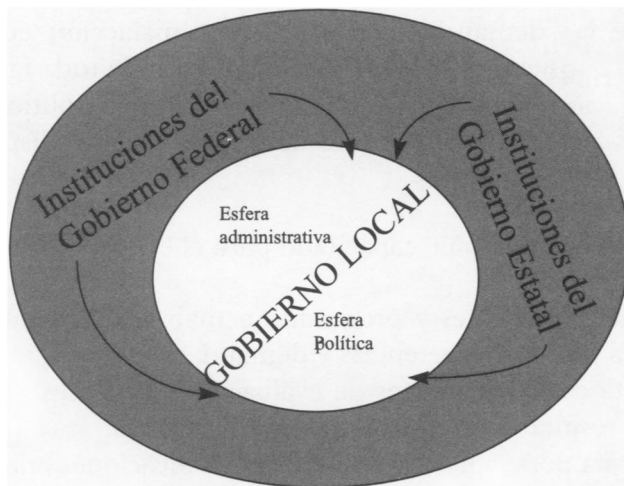 Instituciones del
Gobierno Federal
Instituciones del
Gobierno Estatal
Esfera
administrativa
GOBIERNO LOCAL
Esfera
política